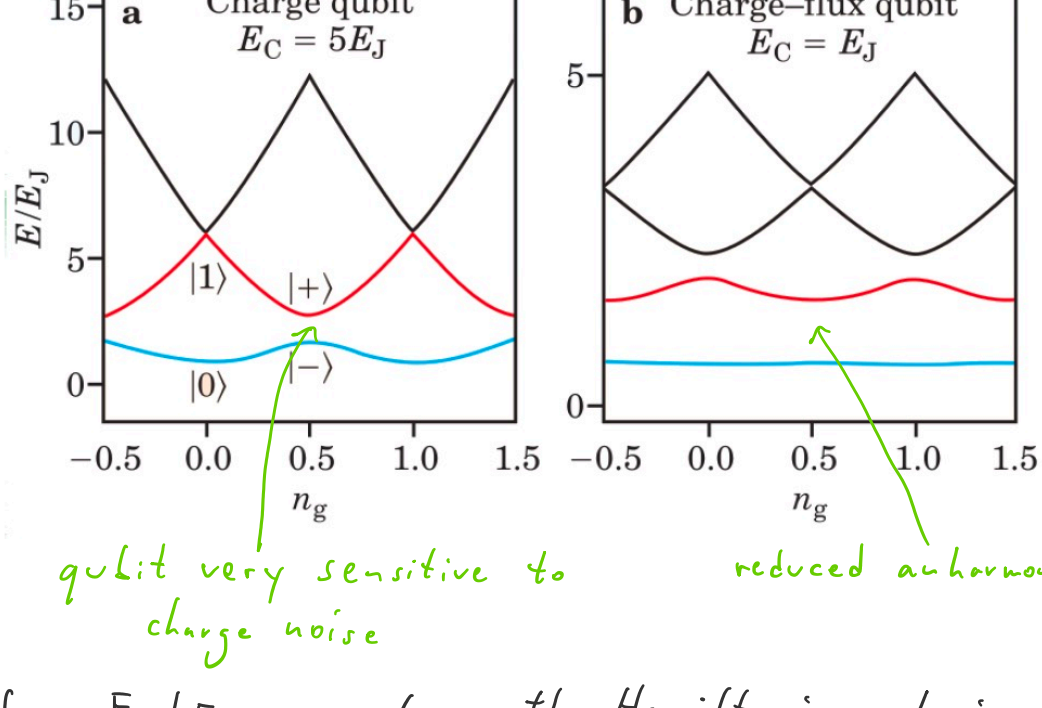 a Charge qubit
E_C = 5E_J
15
10
5
0
E/E_J
|1⟩
|+⟩
|0⟩
|−⟩
−0.5 0.0 0.5 1.0 1.5
n_g
b Charge–flux qubit
E_C = E_J
5
0
−0.5 0.0 0.5 1.0 1.5
n_g
qubit very sensitive to
charge noise
reduced anharmo